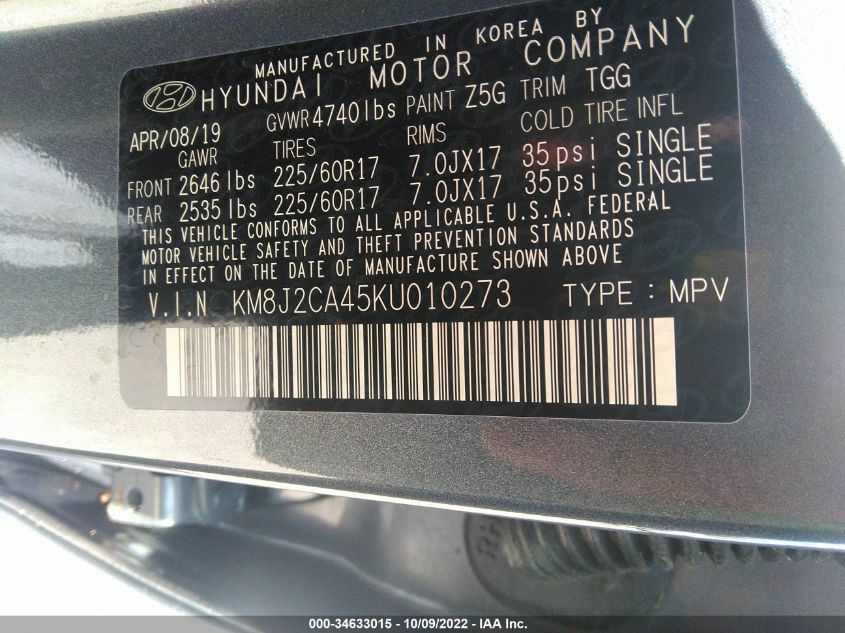 MANUFACTURED IN KOREA BY
HYUNDAI MOTOR COMPANY
APR/08/19 GVWR 4740 lbs PAINT Z5G TRIM TGG
GAWR TIRES RIMS COLD TIRE INFL
FRONT 2646 lbs 225/60R17 7.0JX17 35psi SINGLE
REAR 2535 lbs 225/60R17 7.0JX17 35psi SINGLE
THIS VEHICLE CONFORMS TO ALL APPLICABLE U.S.A. FEDERAL
MOTOR VEHICLE SAFETY AND THEFT PREVENTION STANDARDS
IN EFFECT ON THE DATE OF MANUFACTURE SHOWN ABOVE
V.I.N KM8J2CA45KU010273 TYPE : MPV
000-34633015 - 10/09/2022 - IAA Inc.